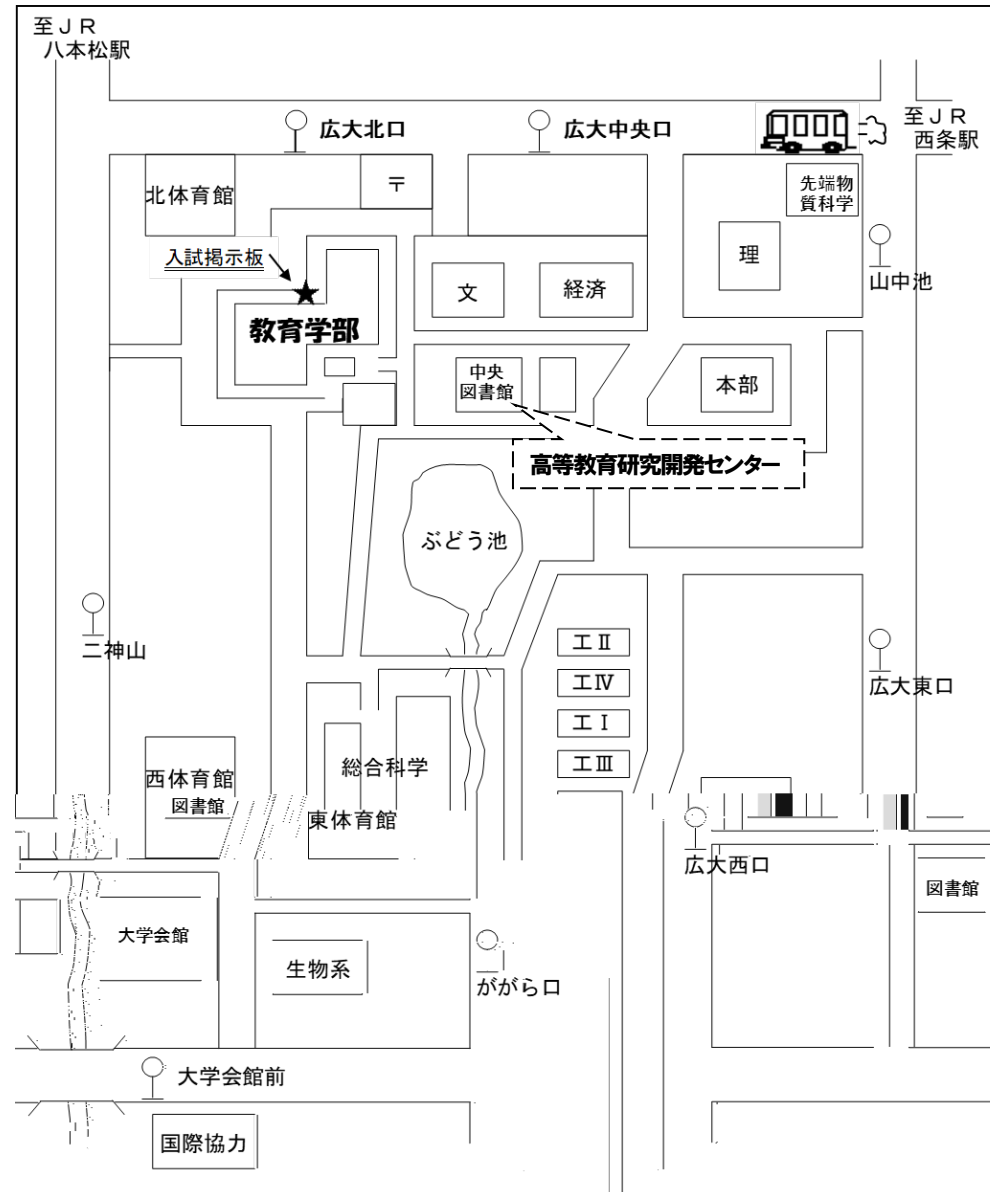 至ＪＲ
八本松駅
広大北口
広大中央口
至ＪＲ
西条駅
北体育館
〒
先端物
質科学
入試掲示板
文
経済
理
山中池
教育学部
中央
図書館
本部
高等教育研究開発センター
ぶどう池
二神山
工Ⅱ
工Ⅳ
工Ⅰ
工Ⅲ
広大東口
西体育館
図書館
総合科学
東体育館
広大西口
図書館
大学会館
生物系
ががら口
大学会館前
国際協力